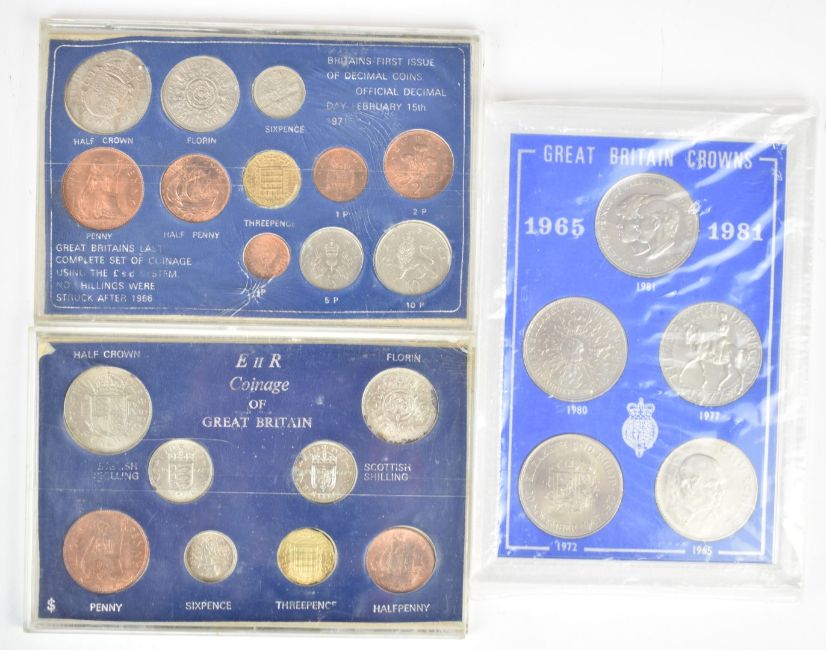 BRITAINS FIRST ISSUE
OF DECIMAL COINS
OFFICIAL DECIMAL
DAY FEBRUARY 15th
1971
HALF CROWN
FLORIN
SIXPENCE
PENNY
HALF PENNY
THREEPENCE
1 P
2 P
5 P
10 P
GREAT BRITAINS LAST
COMPLETE SET OF COINAGE
USING THE £sd SYSTEM.
NO SHILLINGS WERE
STRUCK AFTER 1966
HALF CROWN
E II R
FLORIN
Coinage
OF
GREAT BRITAIN
SHILLING
SCOTTISH
SHILLING
PENNY
SIXPENCE
THREEPENCE
HALFPENNY
$
GREAT BRITAIN CROWNS
1965
1981
1981
1980
1977
1972
1965